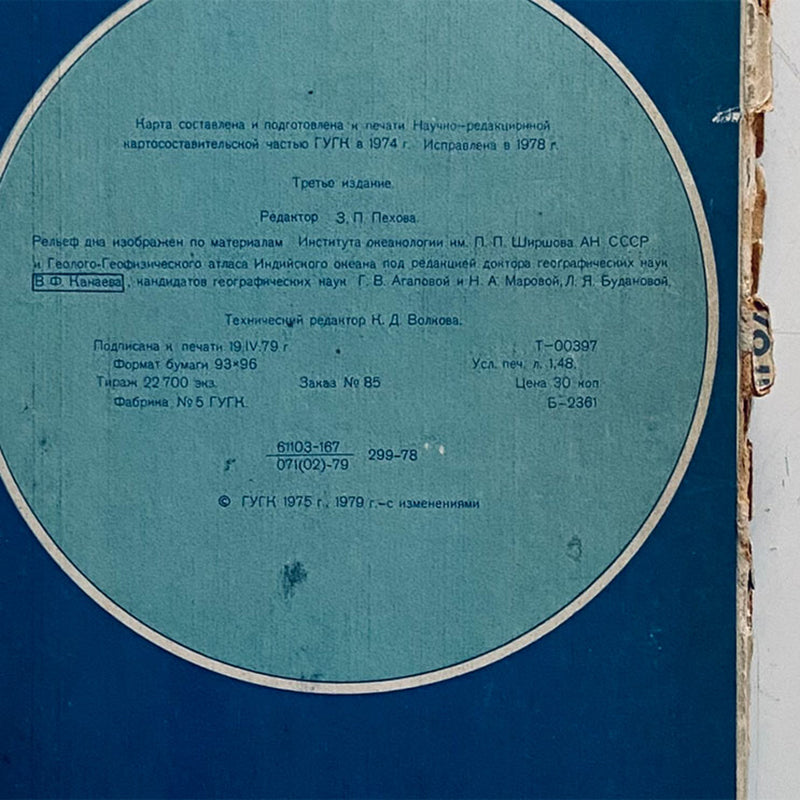 Карта составлена и подготовлена к печати Научно-редакционной
картосоставительской частью ГУГК в 1974 г. Исправлена в 1978 г.
Третье издание.
Редактор З. П. Пехова.
Рельеф дна изображен по материалам Института океанологии им. П. П. Ширшова АН СССР
и Геолого-Геофизического атласа Индийского океана под редакцией доктора географических наук
В. Ф. Канаева, кандидатов географических наук Г. В. Агаповой и Н. А. Маровой, Л. Я. Будановой.
Технический редактор К. Д. Волкова.
Подписана к печати 19.IV.79 г. Т-00397
Формат бумаги 93×96 Усл. печ. л. 1,48.
Тираж 22 700 экз. Заказ № 85 Цена 30 коп
Фабрика № 5 ГУГК. Б-2361
61103-167
071(02)-79 299-78
© ГУГК 1975 г., 1979 г.-с изменениями